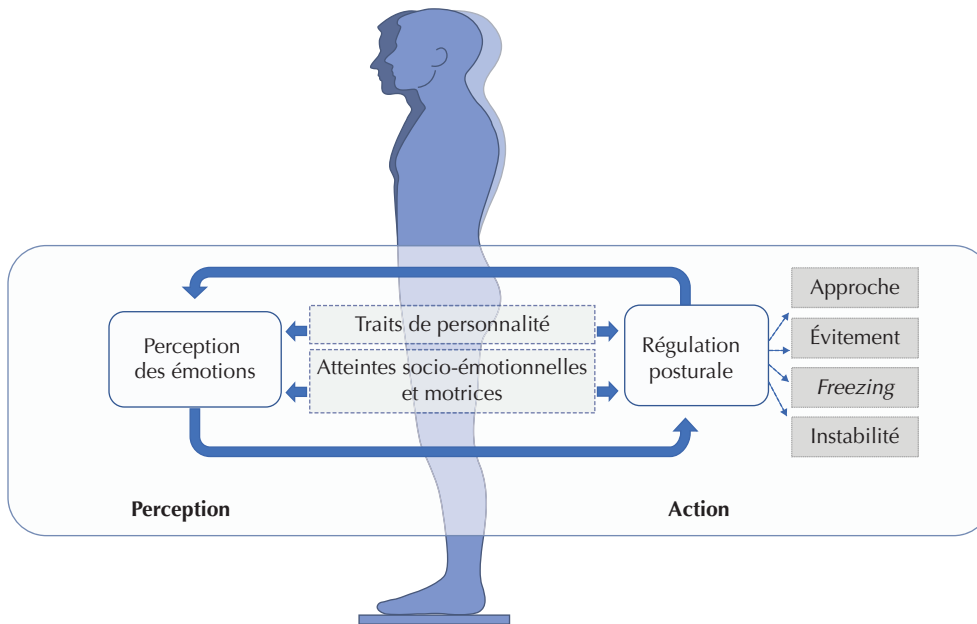 Perception
des émotions
Traits de personnalité
Atteintes socio-émotionnelles
et motrices
Régulation
posturale
Approche
Évitement
Freezing
Instabilité
Perception
Action